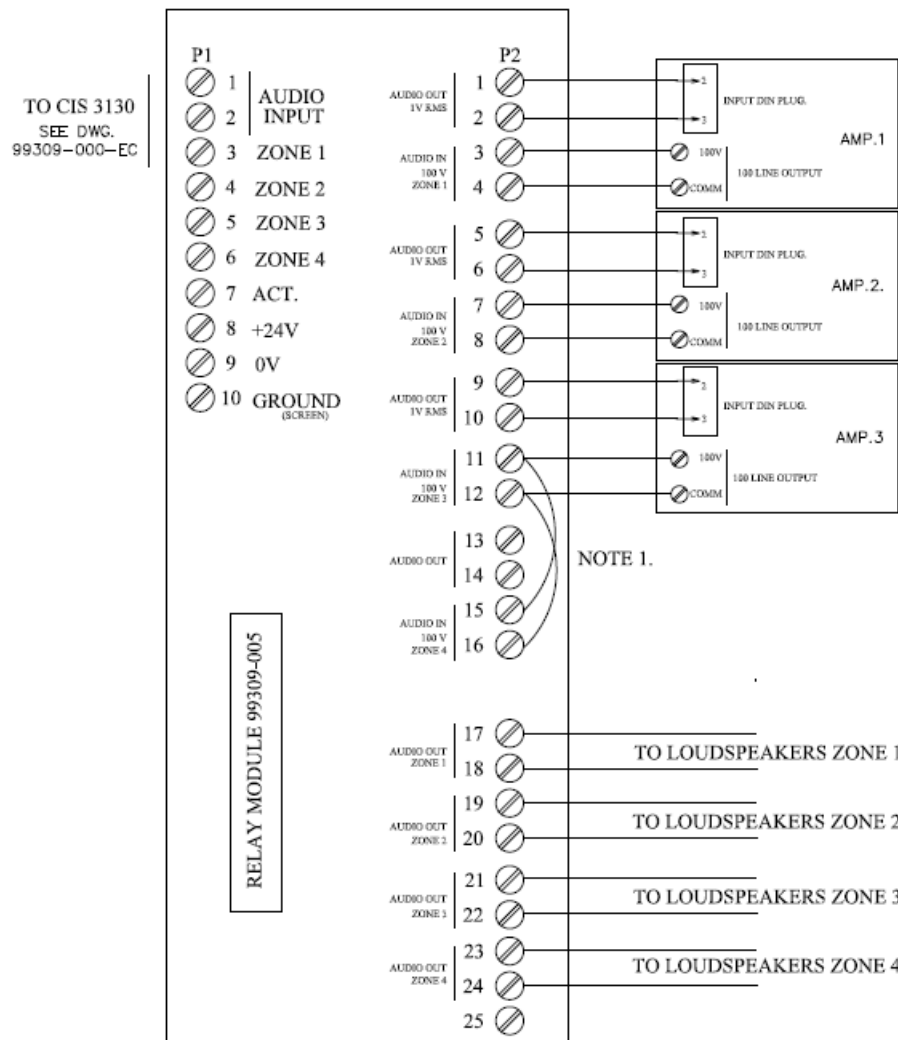 TO CIS 3130
SEE DWG.
99309-000-EC
P1
1
2
AUDIO
INPUT
3 ZONE 1
4 ZONE 2
5 ZONE 3
6 ZONE 4
7 ACT.
8 +24V
9 0V
10 GROUND
(SCREEN)
RELAY MODULE 99309-005
P2
AUDIO OUT
1V RMS
1
2
AUDIO IN
100 V
ZONE 1
3
4
AUDIO OUT
1V RMS
5
6
AUDIO IN
100 V
ZONE 2
7
8
AUDIO OUT
1V RMS
9
10
AUDIO IN
100 V
ZONE 3
11
12
AUDIO OUT
13
14
AUDIO IN
100 V
ZONE 4
15
16
AUDIO OUT
ZONE 1
17
18
AUDIO OUT
ZONE 2
19
20
AUDIO OUT
ZONE 3
21
22
AUDIO OUT
ZONE 4
23
24
25
2
3
INPUT DIN PLUG.
AMP.1
100V
COMM
100 LINE OUTPUT
2
3
INPUT DIN PLUG.
AMP.2.
100V
COMM
100 LINE OUTPUT
2
3
INPUT DIN PLUG.
AMP.3
100V
COMM
100 LINE OUTPUT
NOTE 1.
TO LOUDSPEAKERS ZONE 1
TO LOUDSPEAKERS ZONE 2
TO LOUDSPEAKERS ZONE 3
TO LOUDSPEAKERS ZONE 4